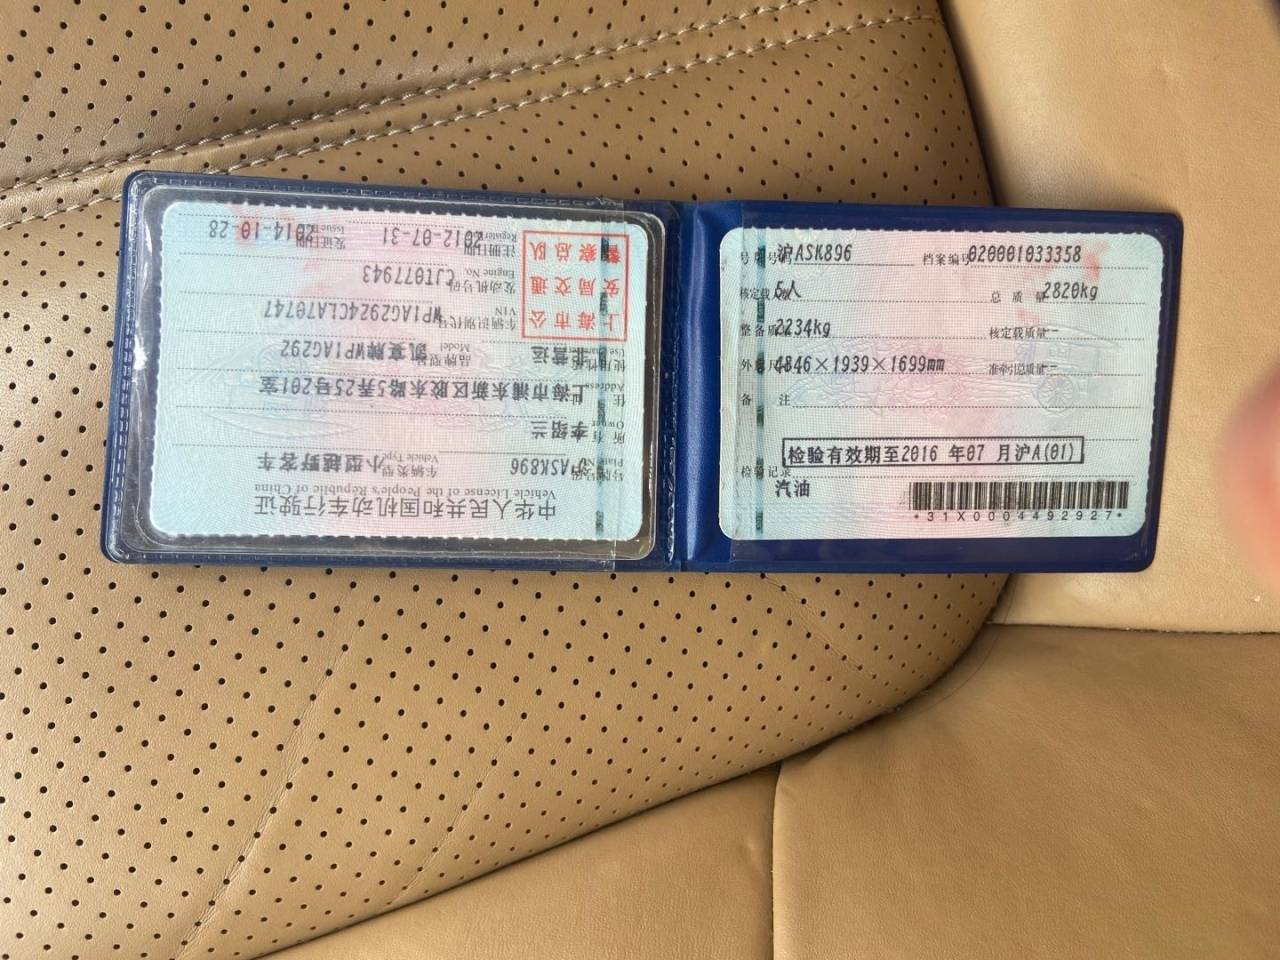 中华人民共和国机动车行驶证
Vehicle License of the People's Republic of China
号牌号码 沪ASK896 车辆类型 小型越野客车
Plate No. Vehicle Type
所有人 李绍兰
Owner
住址 上海市浦东新区胶东路5弄25号201室
Address
使用性质 非营运 品牌型号 凯宴牌WP1AG292
Use Character Model
上海市公安局交通警察总队
车辆识别代号 WP1AG2924CLA70747
VIN
发动机号码 CJT077943
Engine No.
注册日期 2012-07-31 发证日期 2014-10-28
Register Date Issue Date
号牌号码 沪ASK896 档案编号 020001033358
核定载人数 5人 总质量 2820kg
整备质量 2234kg 核定载质量 --
外廓尺寸 4846×1939×1699mm 准牵引总质量 --
备注
检验有效期至2016 年07 月沪A(01)
检验记录
汽油
*31X0004492927*